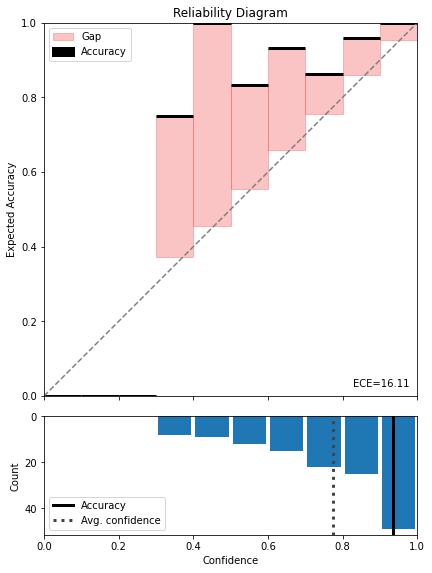 Reliability Diagram
Gap
Accuracy
1.0
0.8
0.6
0.4
0.2
0.0
Expected Accuracy
ECE=16.11
0
20
40
Count
Accuracy
Avg. confidence
0.0
0.2
0.4
0.6
0.8
1.0
Confidence